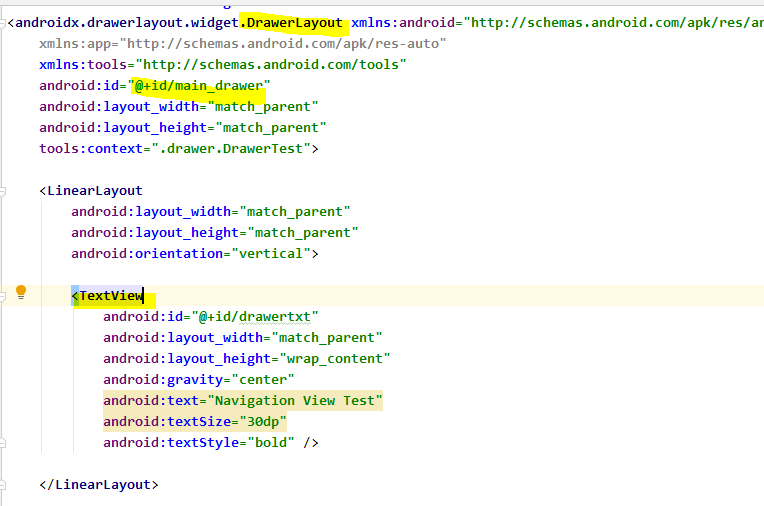 <androidx.drawerlayout.widget.DrawerLayout xmlns:android="http://schemas.android.com/apk/res/an
xmlns:app="http://schemas.android.com/apk/res-auto"
xmlns:tools="http://schemas.android.com/tools"
android:id="@+id/main_drawer"
android:layout_width="match_parent"
android:layout_height="match_parent"
tools:context=".drawer.DrawerTest">
<LinearLayout
android:layout_width="match_parent"
android:layout_height="match_parent"
android:orientation="vertical">
<TextView
android:id="@+id/drawertxt"
android:layout_width="match_parent"
android:layout_height="wrap_content"
android:gravity="center"
android:text="Navigation View Test"
android:textSize="30dp"
android:textStyle="bold" />
</LinearLayout>